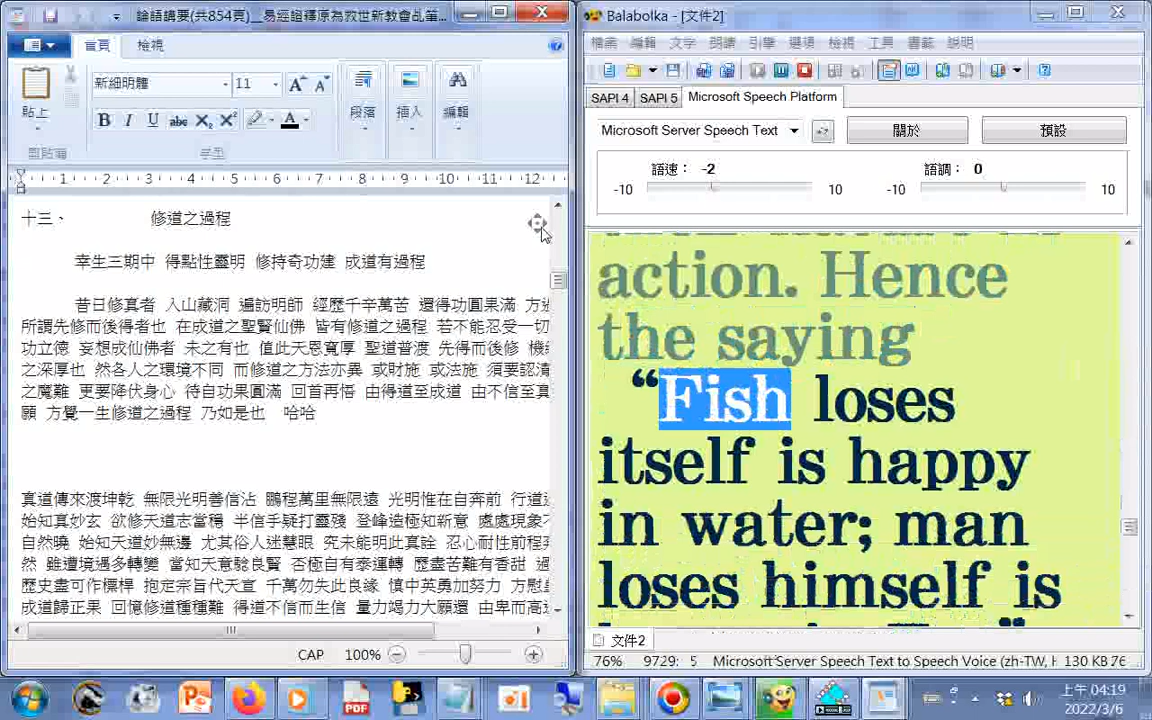 論語講要(共854頁)__易經證釋原為救世新教會乩筆...
首頁
檢視
貼上
新細明體
11
段落
插入
編輯
剪貼簿
字型
1 2 3 4 5 6 7 8 9 10 11 12
十三、 修道之過程
幸生三期中 得點性靈明 修持奇功建 成道有過程
昔日修真者 入山藏洞 遍訪明師 經歷千辛萬苦 還得功圓果滿 方
所謂先修而後得者也 在成道之聖賢仙佛 皆有修道之過程 若不能忍受一切
功立德 妄想成仙佛者 未之有也 值此天恩寬厚 聖道普渡 先得而後修 機
之深厚也 然各人之環境不同 而修道之方法亦異 或財施 或法施 須要認清
之魔難 更要降伏身心 待自功果圓滿 回首再悟 由得道至成道 由不信至真
願 方覺一生修道之過程 乃如是也 哈哈
真道傳來渡坤乾 無限光明善信沾 鵬程萬里無限遠 光明惟在自奔前 行道
始知真妙玄 欲修天道志當穩 半信半疑打靈殘 登峰造極知新意 處處現象
自然曉 始知天道妙無邊 尤其俗人迷慧眼 究未能明此真詮 忍心耐性前程
然 雖遭境遇多轉變 當知天意驗良賢 否極自有泰運轉 歷盡苦難有香甜 過
歷史盡可作標桿 抱定宗旨代天宣 千萬勿失此良緣 慎中英勇加努力 方慰
成道歸正果 回憶修道種種難 得道不信而生信 量力竭力大願還 由卑而高
CAP 100%
Balabolka - [文件2]
檔案 編輯 文字 朗讀 引擎 選項 檢視 工具 書籤 說明
SAPI 4 SAPI 5 Microsoft Speech Platform
Microsoft Server Speech Text
關於
預設
語速： -2
語調： 0
-10 10 -10 10
action. Hence
the saying
“Fish loses
itself is happy
in water; man
loses himself is
文件2
76% 9729: 5 Microsoft Server Speech Text to Speech Voice (zh-TW, H 130 KB 76
上午 04:19
2022/3/6